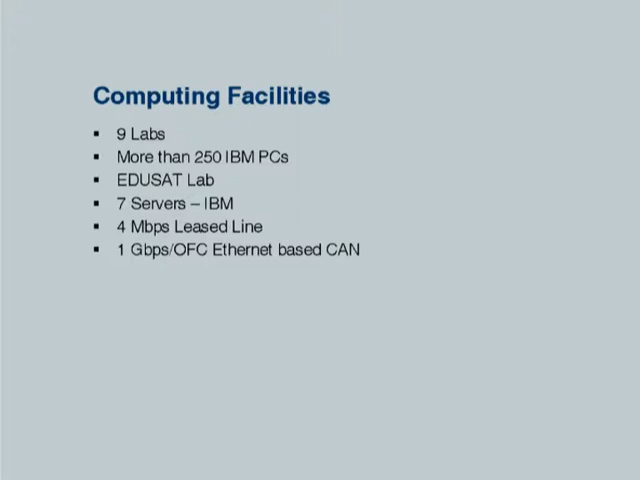 Computing Facilities
▪ 9 Labs
▪ More than 250 IBM PCs
▪ EDUSAT Lab
▪ 7 Servers – IBM
▪ 4 Mbps Leased Line
▪ 1 Gbps/OFC Ethernet based CAN